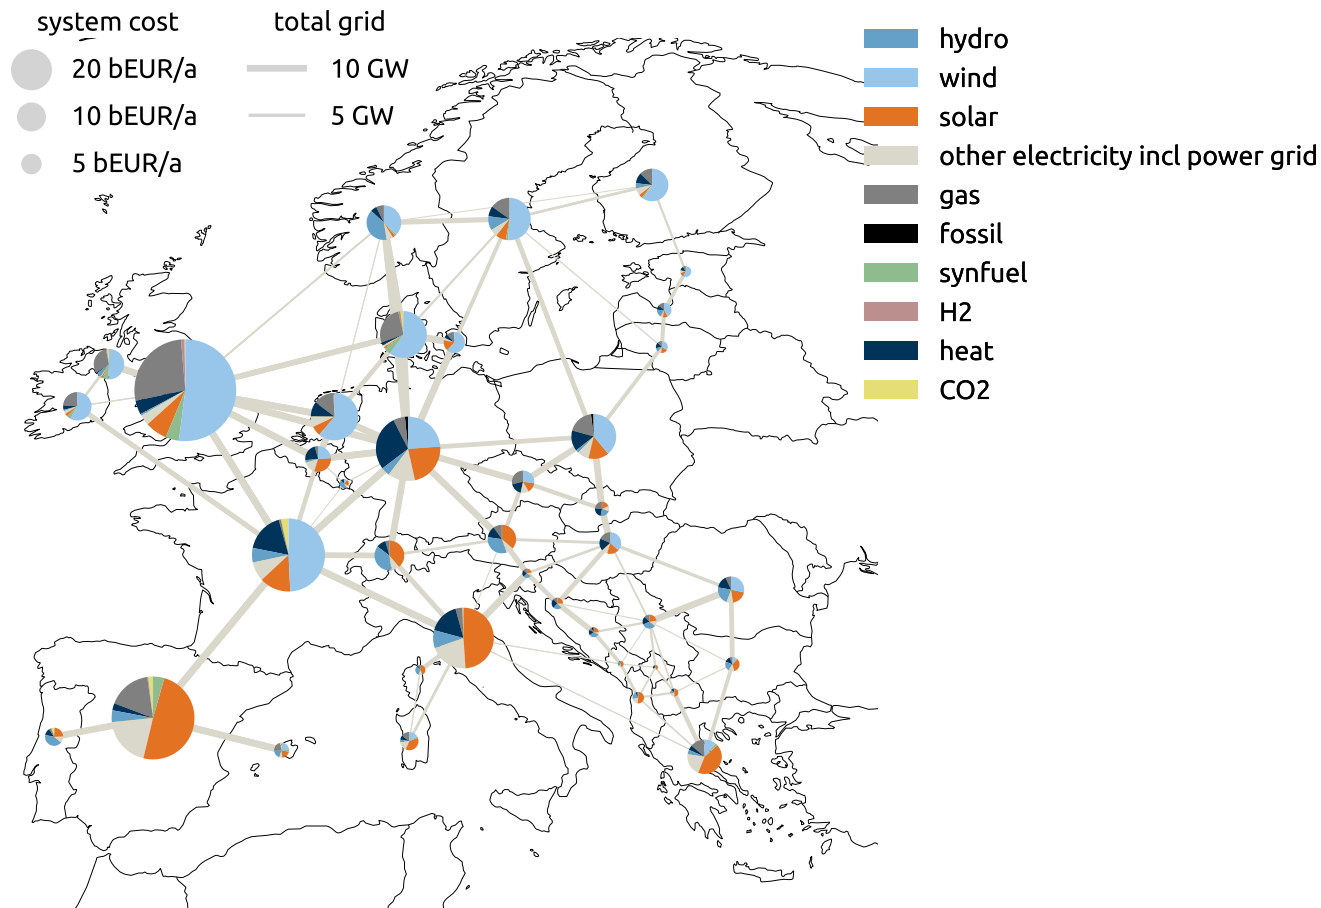 system cost
20 bEUR/a
10 bEUR/a
5 bEUR/a
total grid
10 GW
5 GW
hydro
wind
solar
other electricity incl power grid
gas
fossil
synfuel
H2
heat
CO2